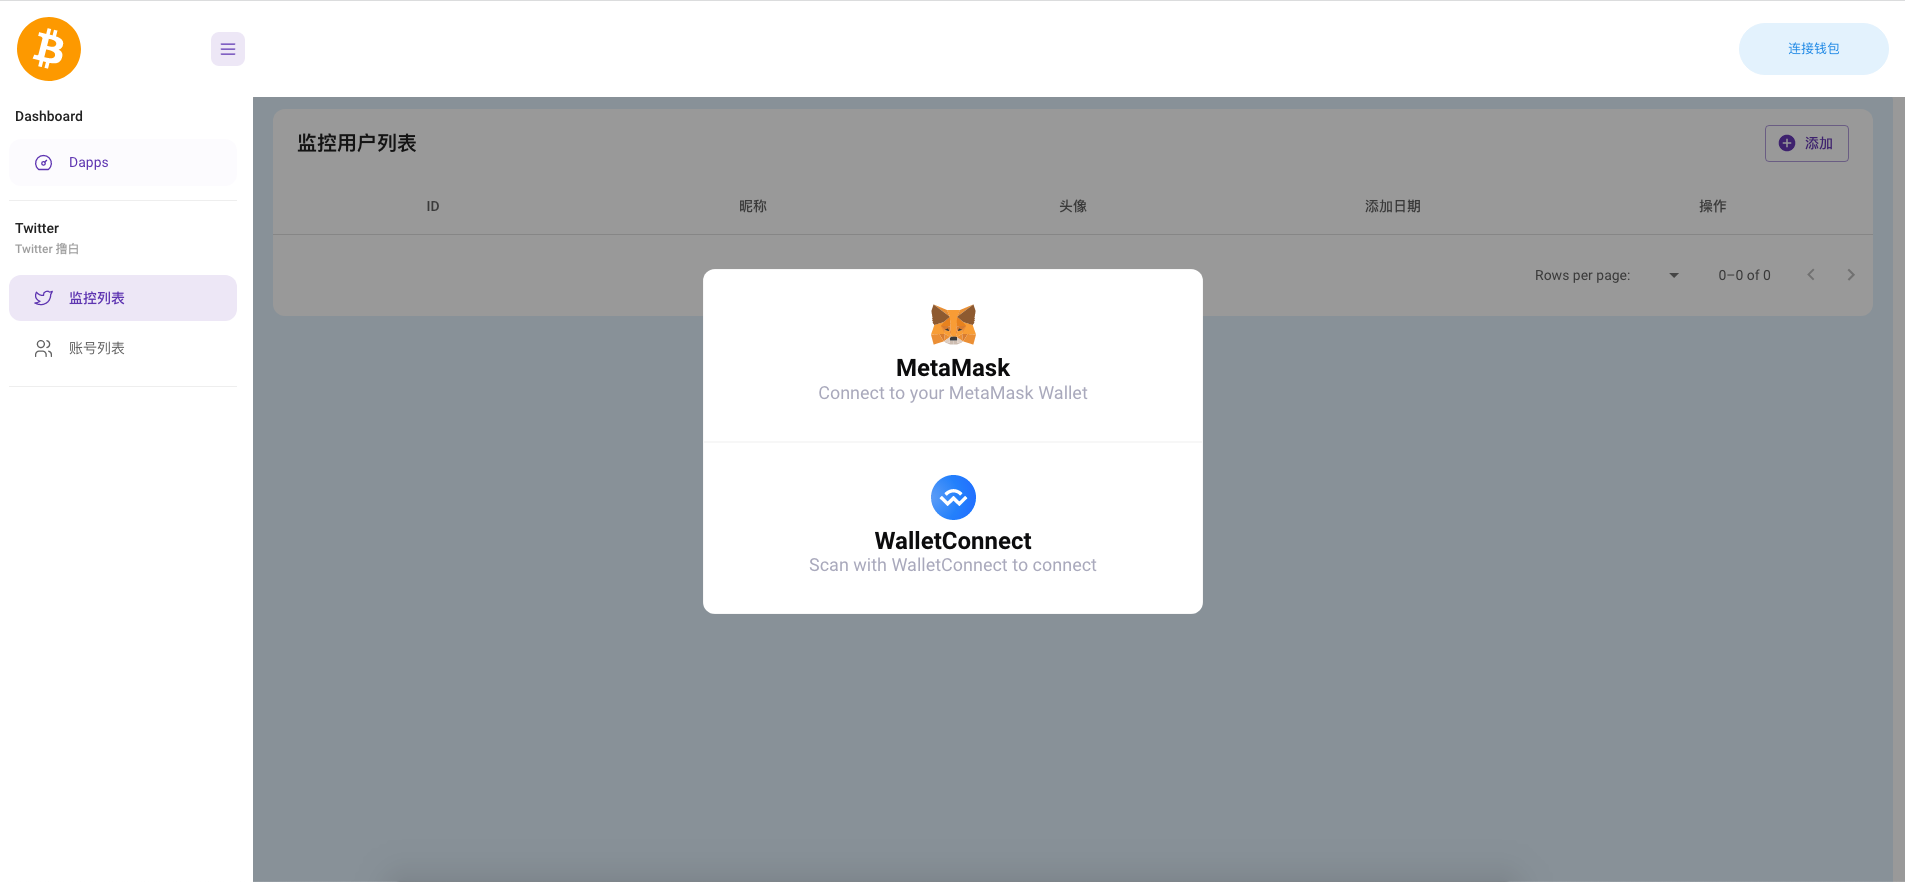 连接钱包
Dashboard
Dapps
Twitter
Twitter 撸白
监控列表
账号列表
监控用户列表
添加
ID 昵称 头像 添加日期 操作
Rows per page: 0–0 of 0
MetaMask
Connect to your MetaMask Wallet
WalletConnect
Scan with WalletConnect to connect